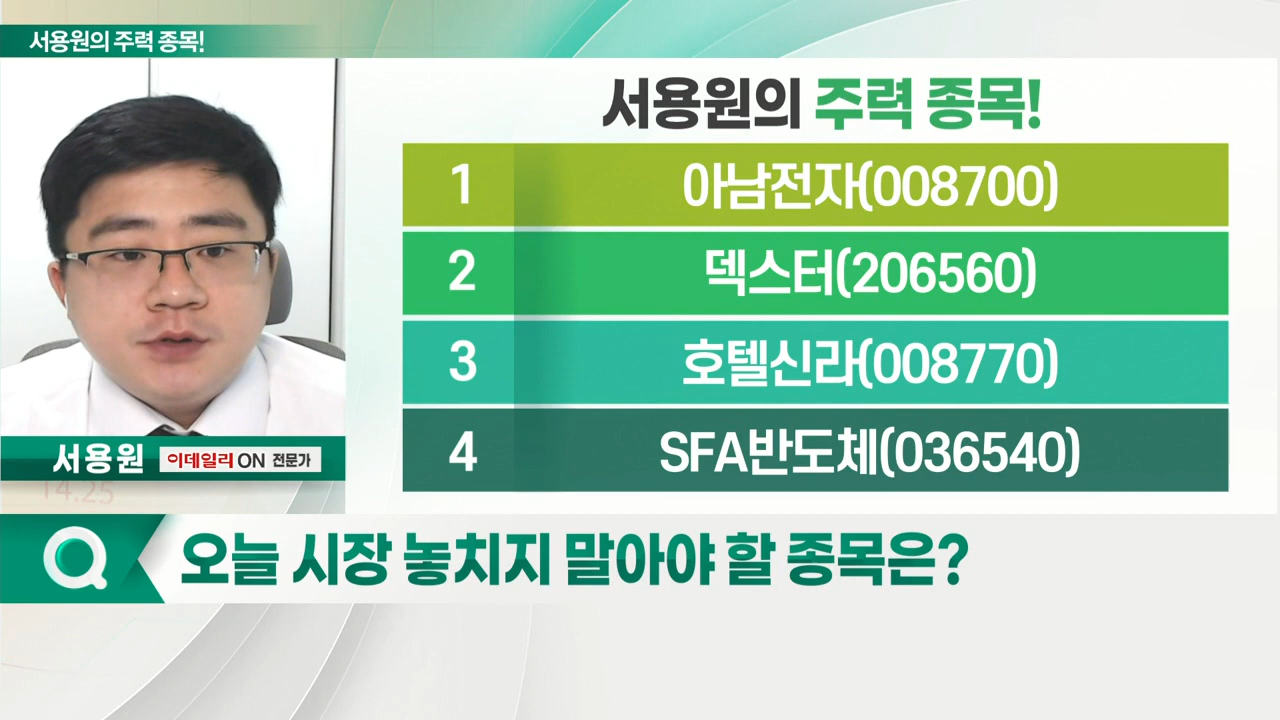 서용원의 주력 종목!
서용원의 주력 종목!
1 아남전자(008700)
2 덱스터(206560)
3 호텔신라(008770)
4 SFA반도체(036540)
서용원 이데일리 ON 전문가
14.25
Q 오늘 시장 놓치지 말아야 할 종목은?